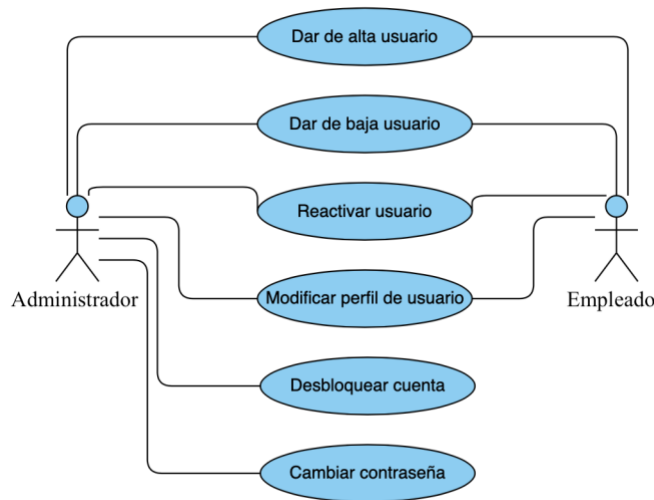 Dar de alta usuario
Dar de baja usuario
Reactivar usuario
Administrador
Modificar perfil de usuario
Empleado
Desbloquear cuenta
Cambiar contraseña